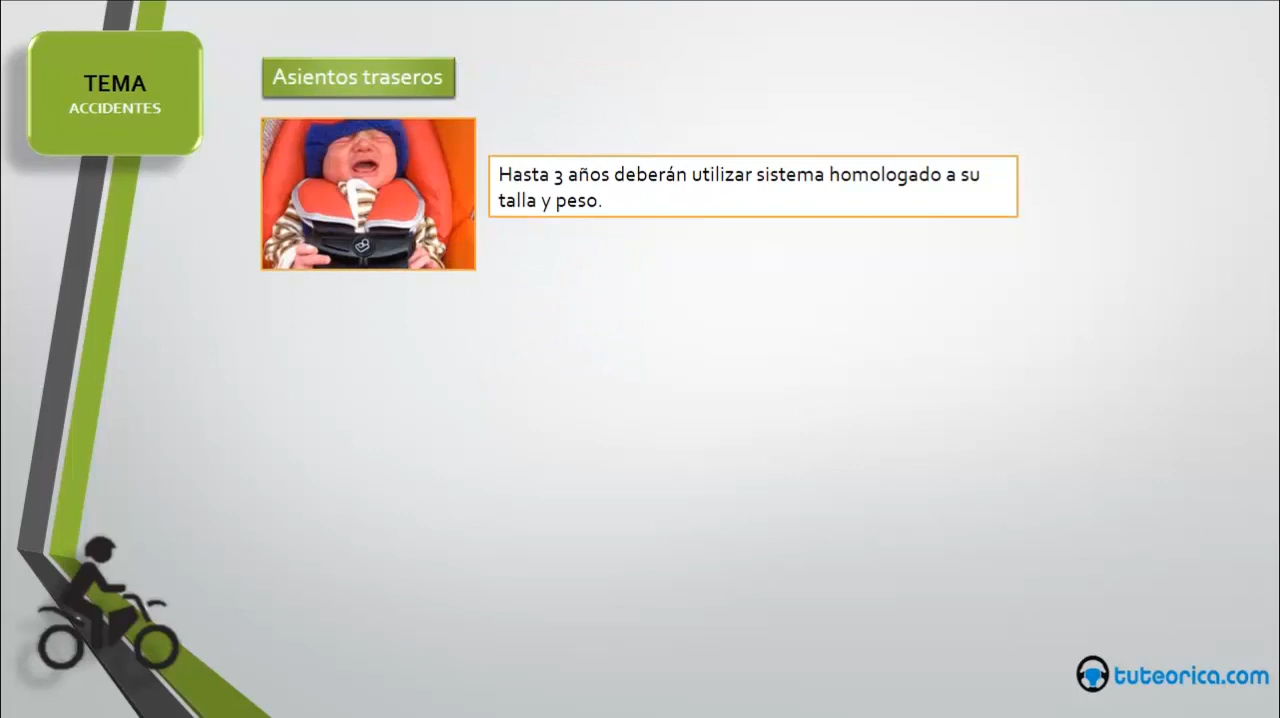 TEMA
ACCIDENTES
Asientos traseros
Hasta 3 años deberán utilizar sistema homologado a su
talla y peso.
tuteorica.com